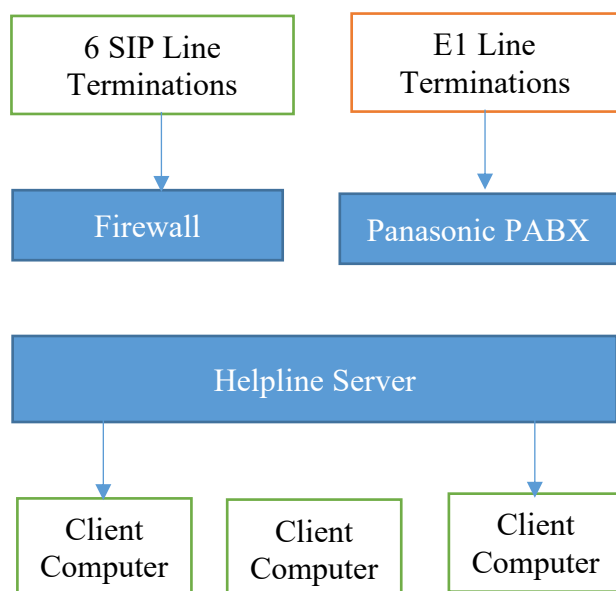 6 SIP Line
Terminations
E1 Line
Terminations
Firewall
Panasonic PABX
Helpline Server
Client
Computer
Client
Computer
Client
Computer